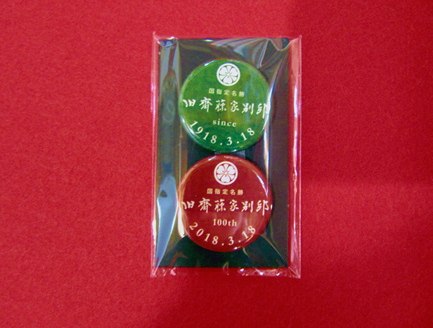 国指定名勝
旧齋藤家別邸
since
1918.3.18
国指定名勝
旧齋藤家別邸
100th
2018.3.18